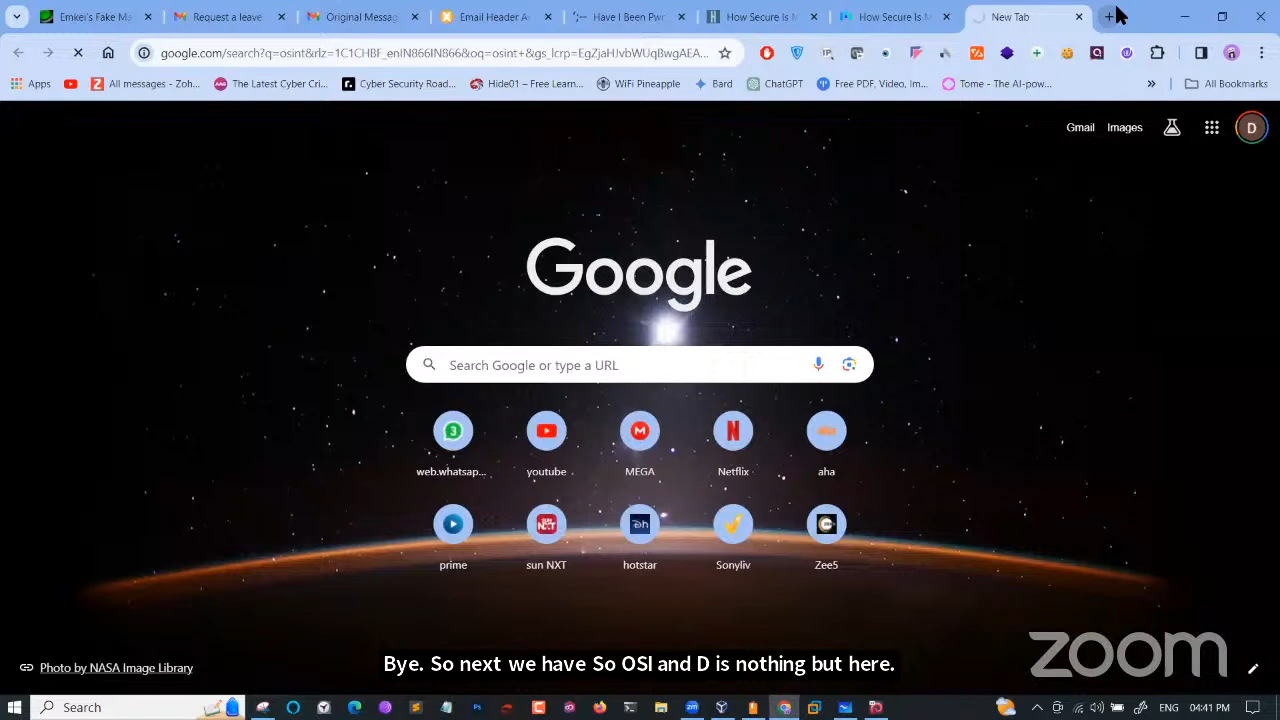 Emkei's Fake Ma
Request a leave
Original Messag
Email Header A
Have I Been Pw
How Secure Is M
How Secure Is M
New Tab
google.com/search?q=osint&rlz=1C1CHBF_enIN866IN866&oq=osint+&gs_lcrp=EgZjaHJvbWUqBwgAEA...
Apps
All messages - Zoh...
The Latest Cyber Cri...
Cyber Security Road...
Hide01 – Free Learn...
WiFi Pineapple
Bard
ChatGPT
Free PDF, Video, Im...
Tome - The AI-pow...
All Bookmarks
Gmail
Images
D
Google
Search Google or type a URL
web.whatsap...
youtube
MEGA
Netflix
aha
prime
sun NXT
hotstar
Sonyliv
Zee5
Bye. So next we have So OSI and D is nothing but here.
Photo by NASA Image Library
zoom
Search
ENG
04:41 PM